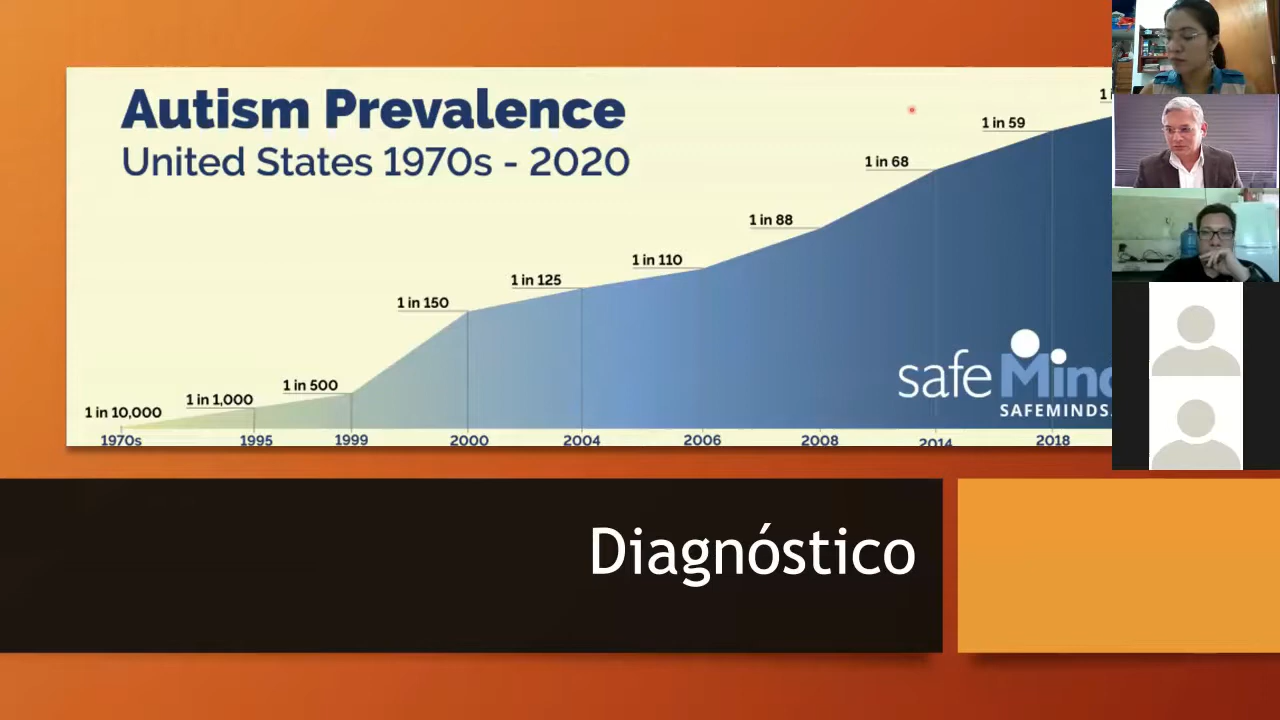 Autism Prevalence
United States 1970s - 2020
1 in 59
1 in 68
1 in 88
1 in 110
1 in 125
1 in 150
1 in 500
1 in 1,000
1 in 10,000
safe Mind
SAFEMINDS.
1970s 1995 1999 2000 2004 2006 2008 2014 2018
Diagnóstico